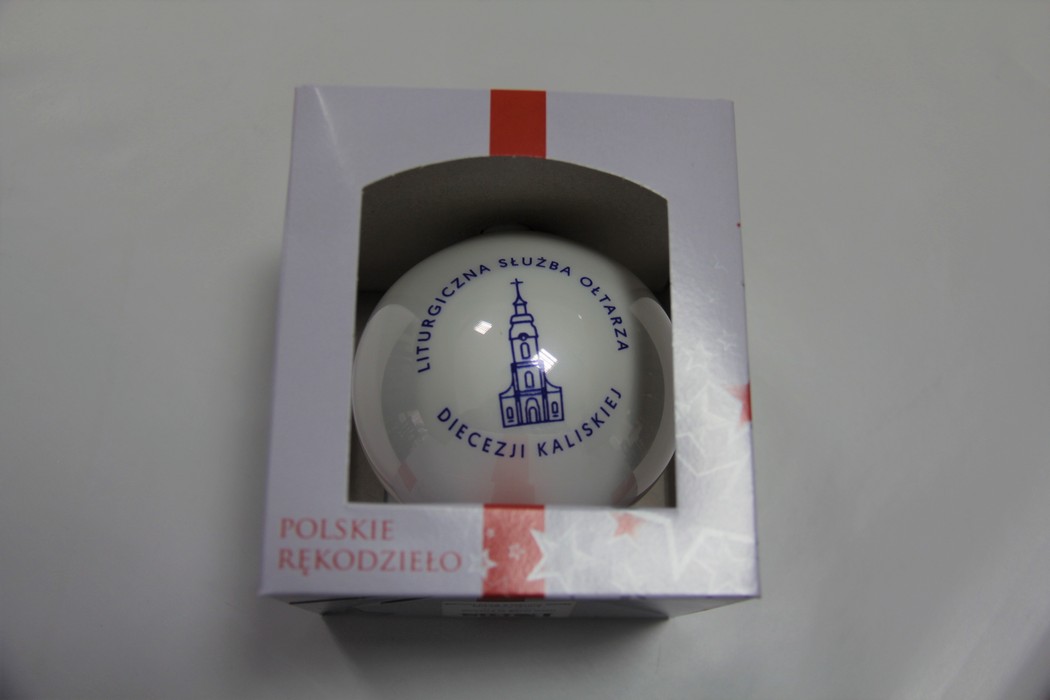 LITURGICZNA SŁUŻBA OŁTARZA
DIECEZJI KALISKIEJ
POLSKIE
RĘKODZIEŁO